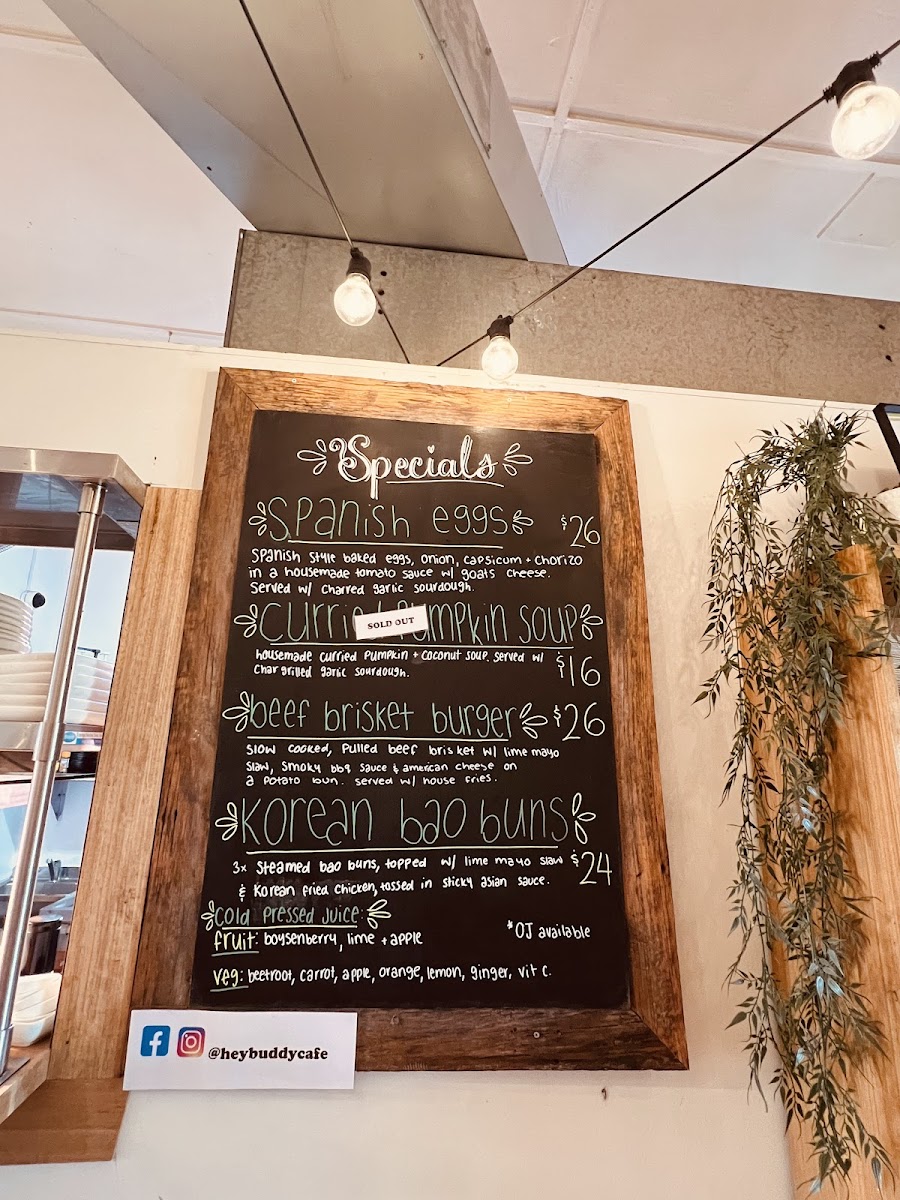 Specials
Spanish eggs $26
Spanish style baked eggs, onion, capsicum + chorizo
in a housemade tomato sauce w/ goats cheese.
Served w/ charred garlic sourdough.
Curried Pumpkin soup
SOLD OUT
housemade curried pumpkin + coconut soup. served w/ $16
Char grilled garlic sourdough.
beef brisket burger $26
slow cooked, pulled beef brisket w/ lime mayo
slaw, smoky bbq sauce & american cheese on
a potato bun. served w/ house fries.
Korean bao buns
3x steamed bao buns, topped w/ lime mayo slaw $24
& Korean fried chicken, tossed in sticky asian sauce.
cold pressed juice:
fruit: boysenberry, lime + apple *OJ available
veg: beetroot, carrot, apple, orange, lemon, ginger, vit c.
@heybuddycafe